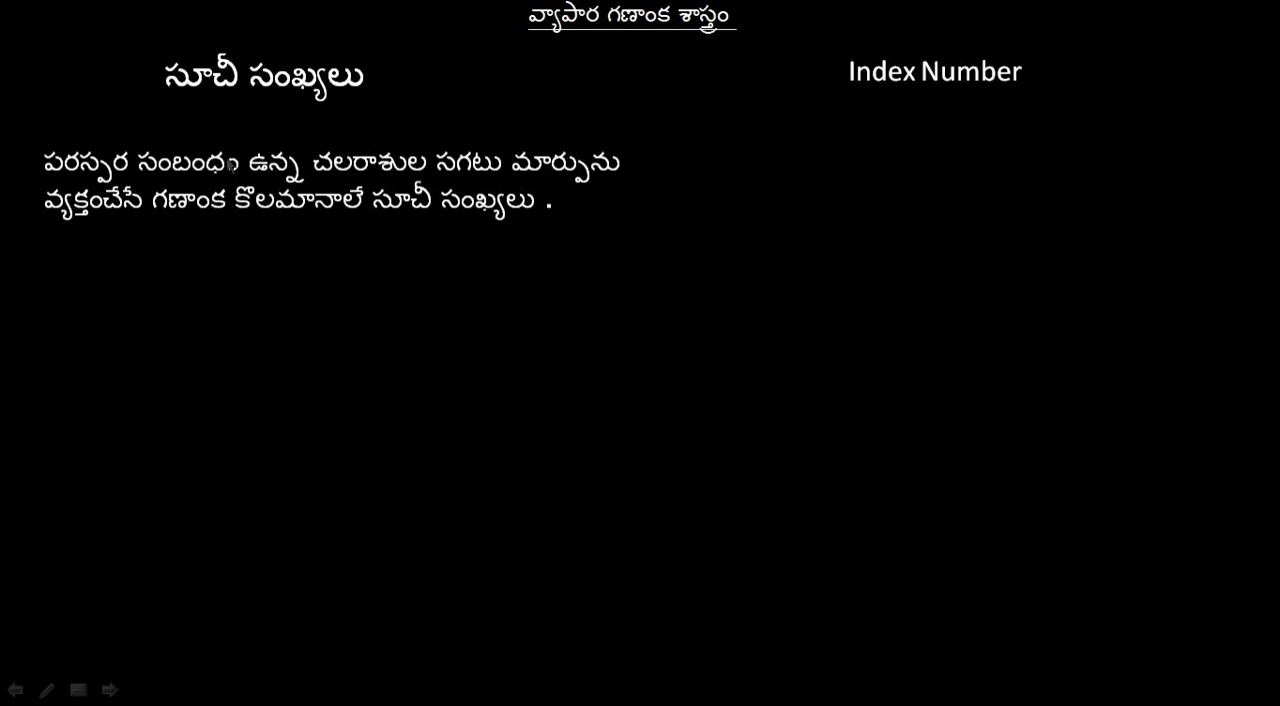 వ్యాపార గణాంక శాస్త్రం
సూచీ సంఖ్యలు
Index Number
పరస్పర సంబంధం ఉన్న చలరాశుల సగటు మార్పును
వ్యక్తంచేసే గణాంక కొలమానాలే సూచీ సంఖ్యలు .